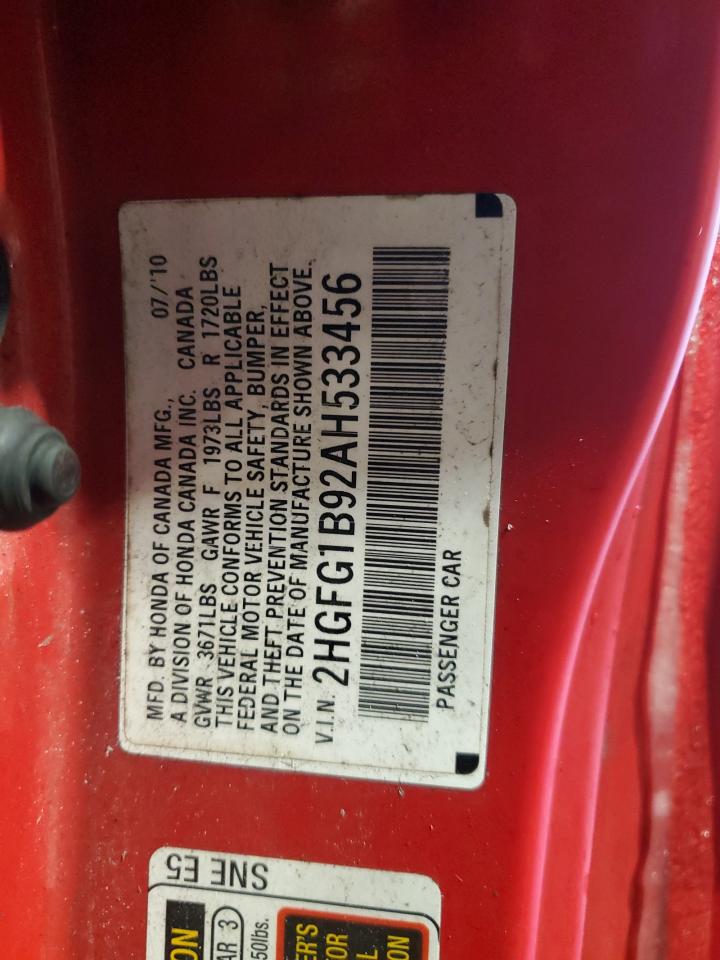 MFD. BY HONDA OF CANADA MFG., 07/'10
A DIVISION OF HONDA CANADA INC. CANADA
GVWR 3671LBS GAWR F 1973LBS R 1720LBS
THIS VEHICLE CONFORMS TO ALL APPLICABLE
FEDERAL MOTOR VEHICLE SAFETY, BUMPER,
AND THEFT PREVENTION STANDARDS IN EFFECT
ON THE DATE OF MANUFACTURE SHOWN ABOVE.
V.I.N. 2HGFG1B92AH533456
PASSENGER CAR
SNE E5
3
50lbs.